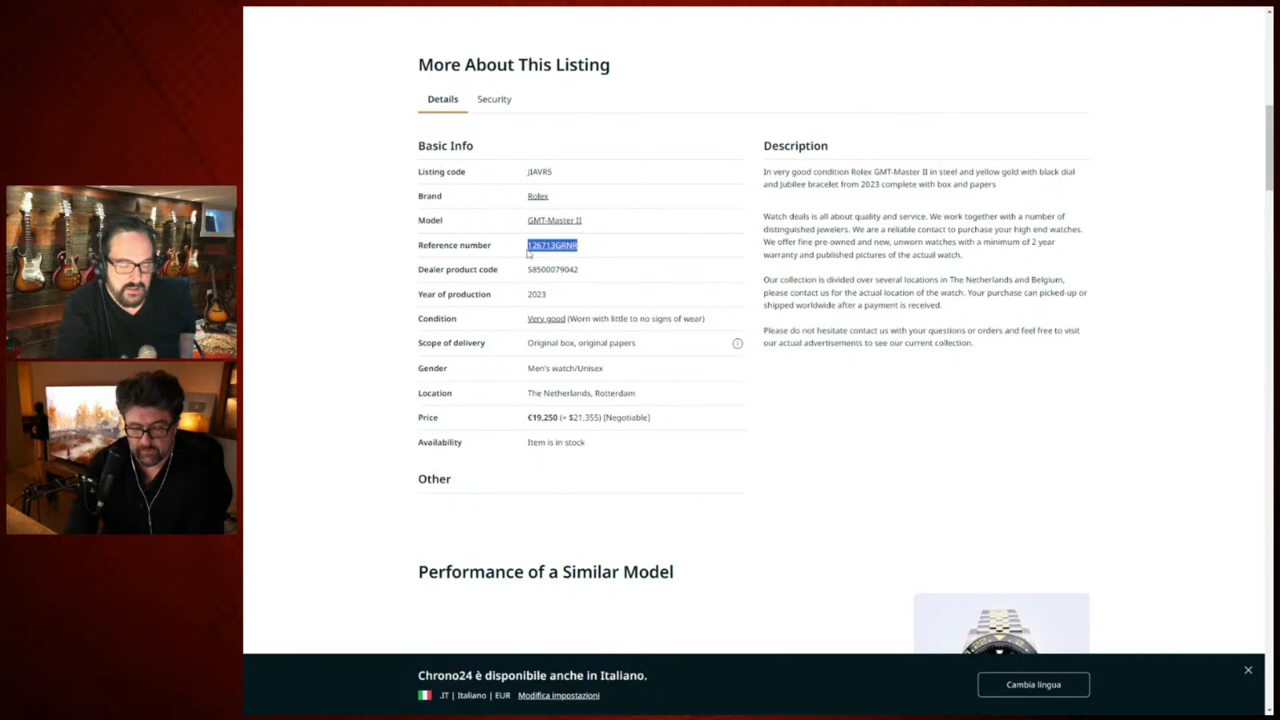 More About This Listing
Details
Security
Basic Info
Listing code JIAVR5
Brand Rolex
Model GMT-Master II
Reference number 126713GRNR
Dealer product code S8500079042
Year of production 2023
Condition Very good (Worn with little to no signs of wear)
Scope of delivery Original box, original papers
Gender Men's watch/Unisex
Location The Netherlands, Rotterdam
Price €19,250 (= $21,355) [Negotiable]
Availability Item is in stock
Other
Description
In very good condition Rolex GMT-Master II in steel and yellow gold with black dial
and Jubilee bracelet from 2023 complete with box and papers
Watch deals is all about quality and service. We work together with a number of
distinguished jewelers. We are a reliable contact to purchase your high end watches.
We offer fine pre-owned and new, unworn watches with a minimum of 2 year
warranty and published pictures of the actual watch.
Our collection is divided over several locations in The Netherlands and Belgium,
please contact us for the actual location of the watch. Your purchase can picked-up or
shipped worldwide after a payment is received.
Please do not hesitate contact us with your questions or orders and feel free to visit
our actual advertisements to see our current collection.
Performance of a Similar Model
Chrono24 è disponibile anche in Italiano.
.IT | Italiano | EUR Modifica impostazioni
Cambia lingua